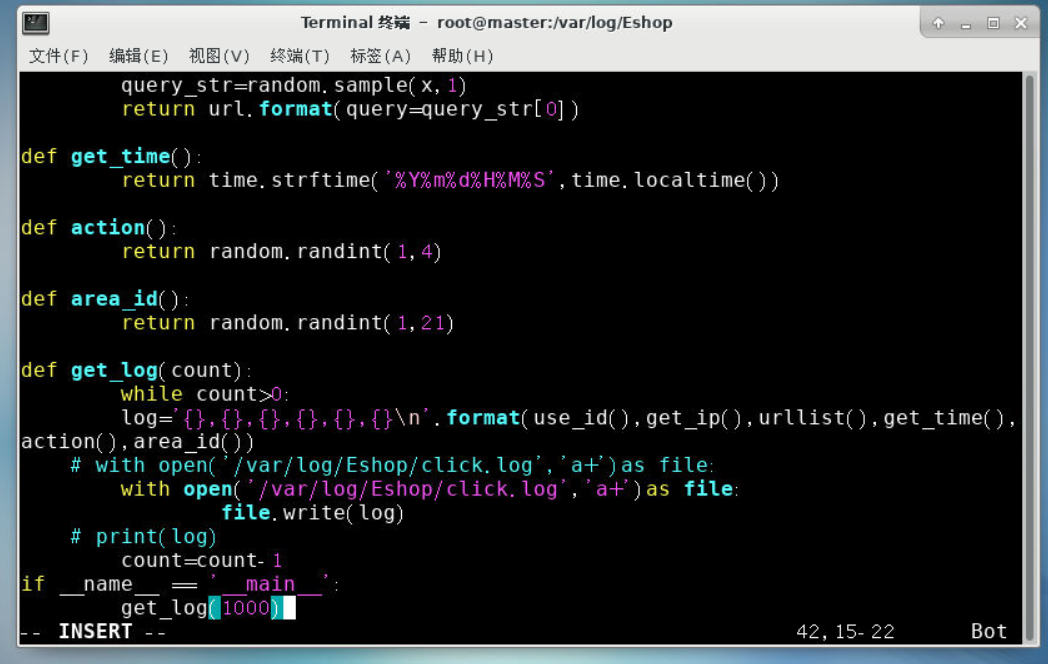 Terminal 终端 - root@master:/var/log/Eshop
文件(F) 编辑(E) 视图(V) 终端(T) 标签(A) 帮助(H)
        query_str=random.sample(x,1)
        return url.format(query=query_str[0])

def get_time():
        return time.strftime('%Y%m%d%H%M%S',time.localtime())

def action():
        return random.randint(1,4)

def area_id():
        return random.randint(1,21)

def get_log(count):
        while count>0:
        log='{},{},{},{},{},{}\n'.format(use_id(),get_ip(),urllist(),get_time(),
action(),area_id())
    # with open('/var/log/Eshop/click.log','a+')as file:
        with open('/var/log/Eshop/click.log','a+')as file:
                file.write(log)
    # print(log)
        count=count-1
if __name__ == '__main__':
        get_log(1000)
-- INSERT --                                                  42,15-22      Bot